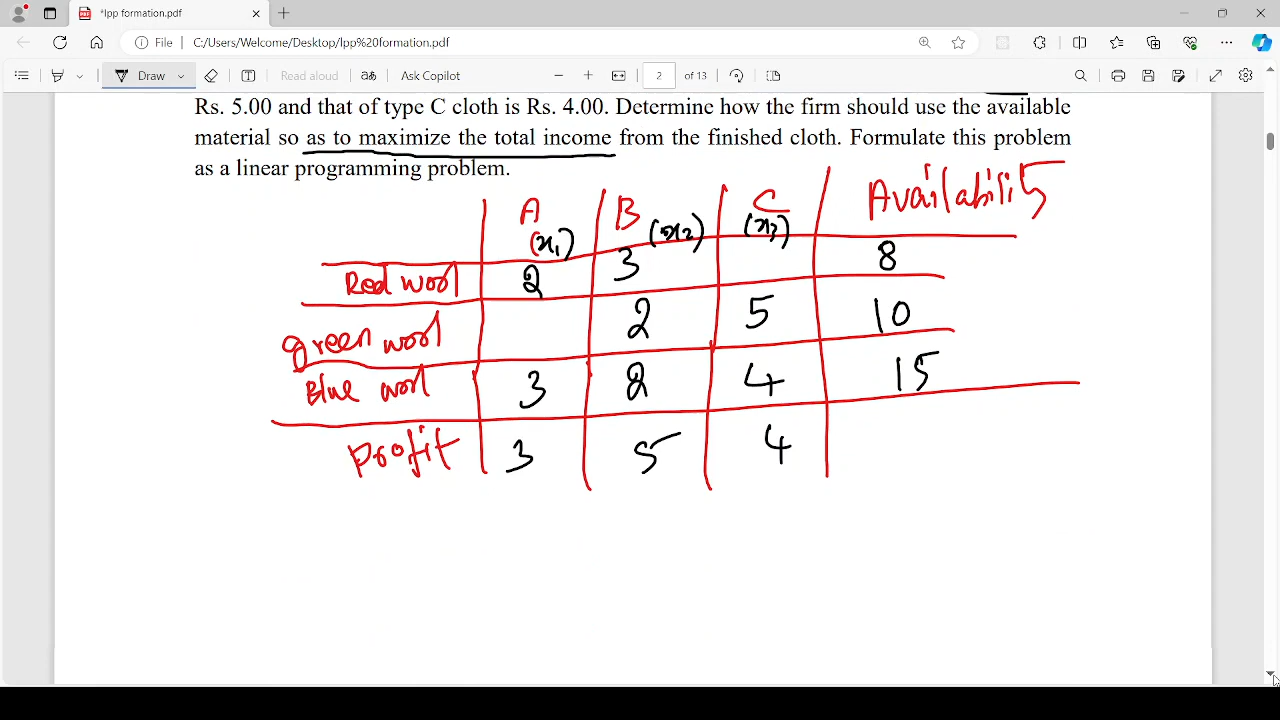 *lpp formation.pdf
File C:/Users/Welcome/Desktop/lpp%20formation.pdf
Draw Read aloud Ask Copilot 2 of 13
Rs. 5.00 and that of type C cloth is Rs. 4.00. Determine how the firm should use the available
material so as to maximize the total income from the finished cloth. Formulate this problem
as a linear programming problem.
A B C Availability
(x1) (x2) (x3)
Red wool 2 3 8
green wool 2 5 10
Blue wool 3 2 4 15
Profit 3 5 4